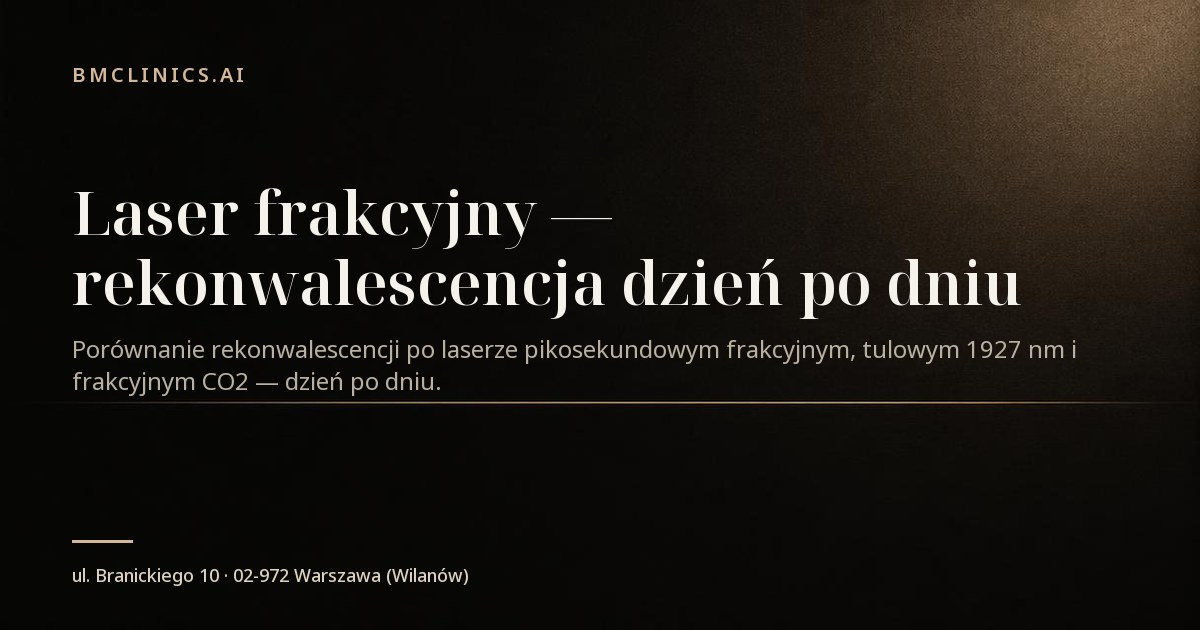 BMCLINICS.AI
Laser frakcyjny —
rekonwalescencja dzień po dniu
Porównanie rekonwalescencji po laserze pikosekundowym frakcyjnym, tulowym 1927 nm i
frakcyjnym CO2 — dzień po dniu.
ul. Branickiego 10 · 02-972 Warszawa (Wilanów)